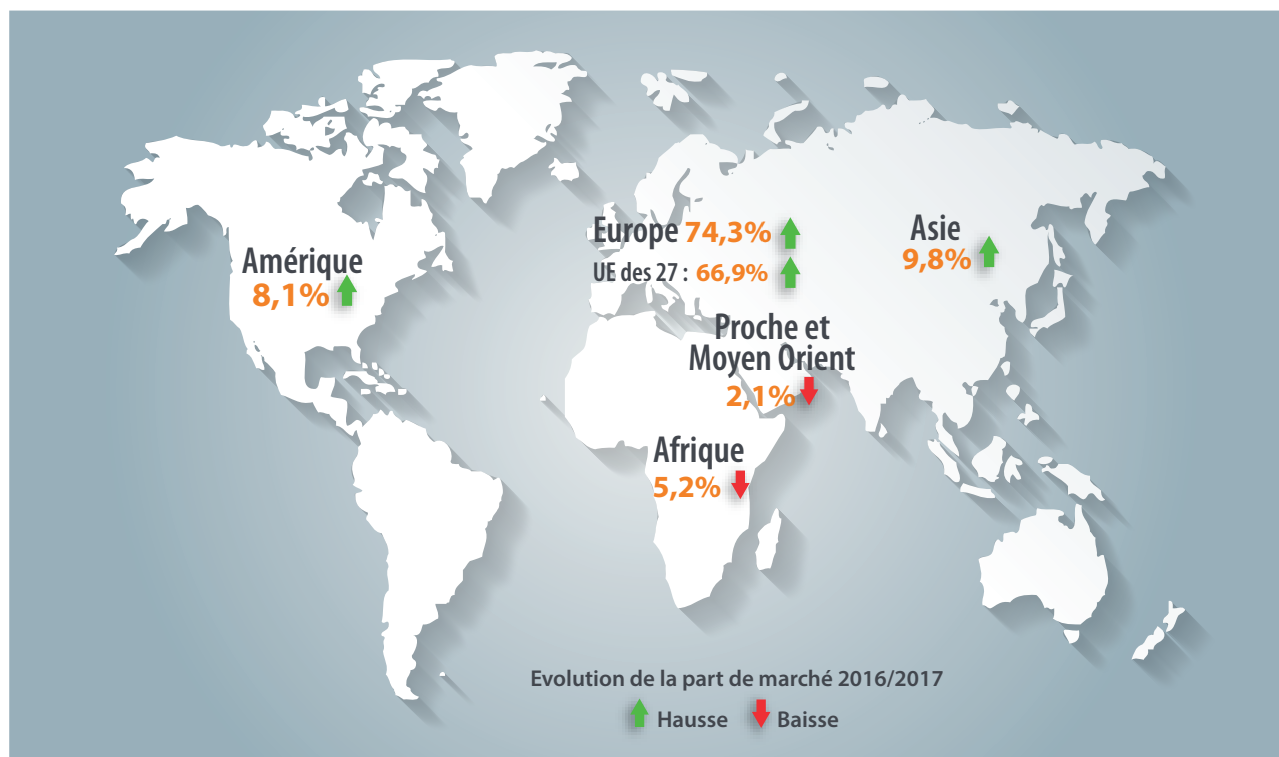 Amérique
8,1%
Europe 74,3%
UE des 27 : 66,9%
Asie
9,8%
Proche et
Moyen Orient
2,1%
Afrique
5,2%
Evolution de la part de marché 2016/2017
Hausse Baisse